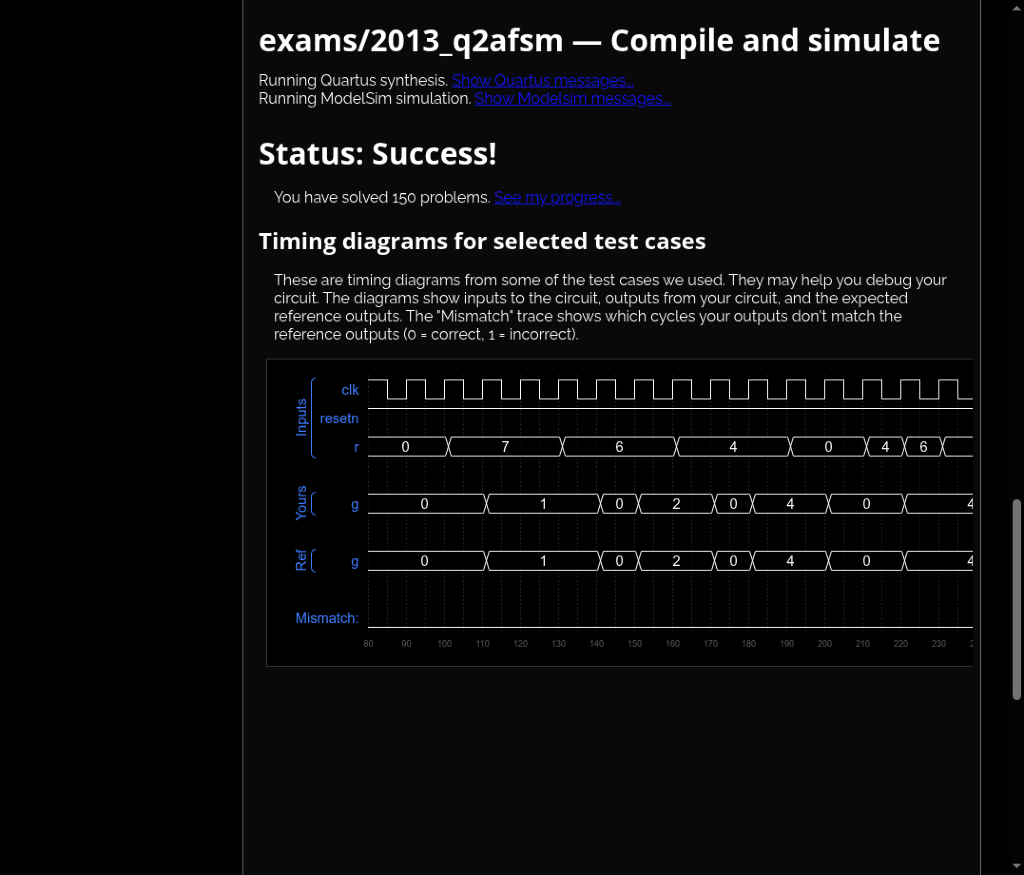 exams/2013_q2afsm — Compile and simulate
Running Quartus synthesis. Show Quartus messages...
Running ModelSim simulation. Show Modelsim messages...
Status: Success!
You have solved 150 problems. See my progress...
Timing diagrams for selected test cases
These are timing diagrams from some of the test cases we used. They may help you debug your
circuit. The diagrams show inputs to the circuit, outputs from your circuit, and the expected
reference outputs. The "Mismatch" trace shows which cycles your outputs don't match the
reference outputs (0 = correct, 1 = incorrect).
Inputs
clk
resetn
r 0 7 6 4 0 4 6
Yours
g 0 1 0 2 0 4 0 4
Ref
g 0 1 0 2 0 4 0 4
Mismatch:
80 90 100 110 120 130 140 150 160 170 180 190 200 210 220 230